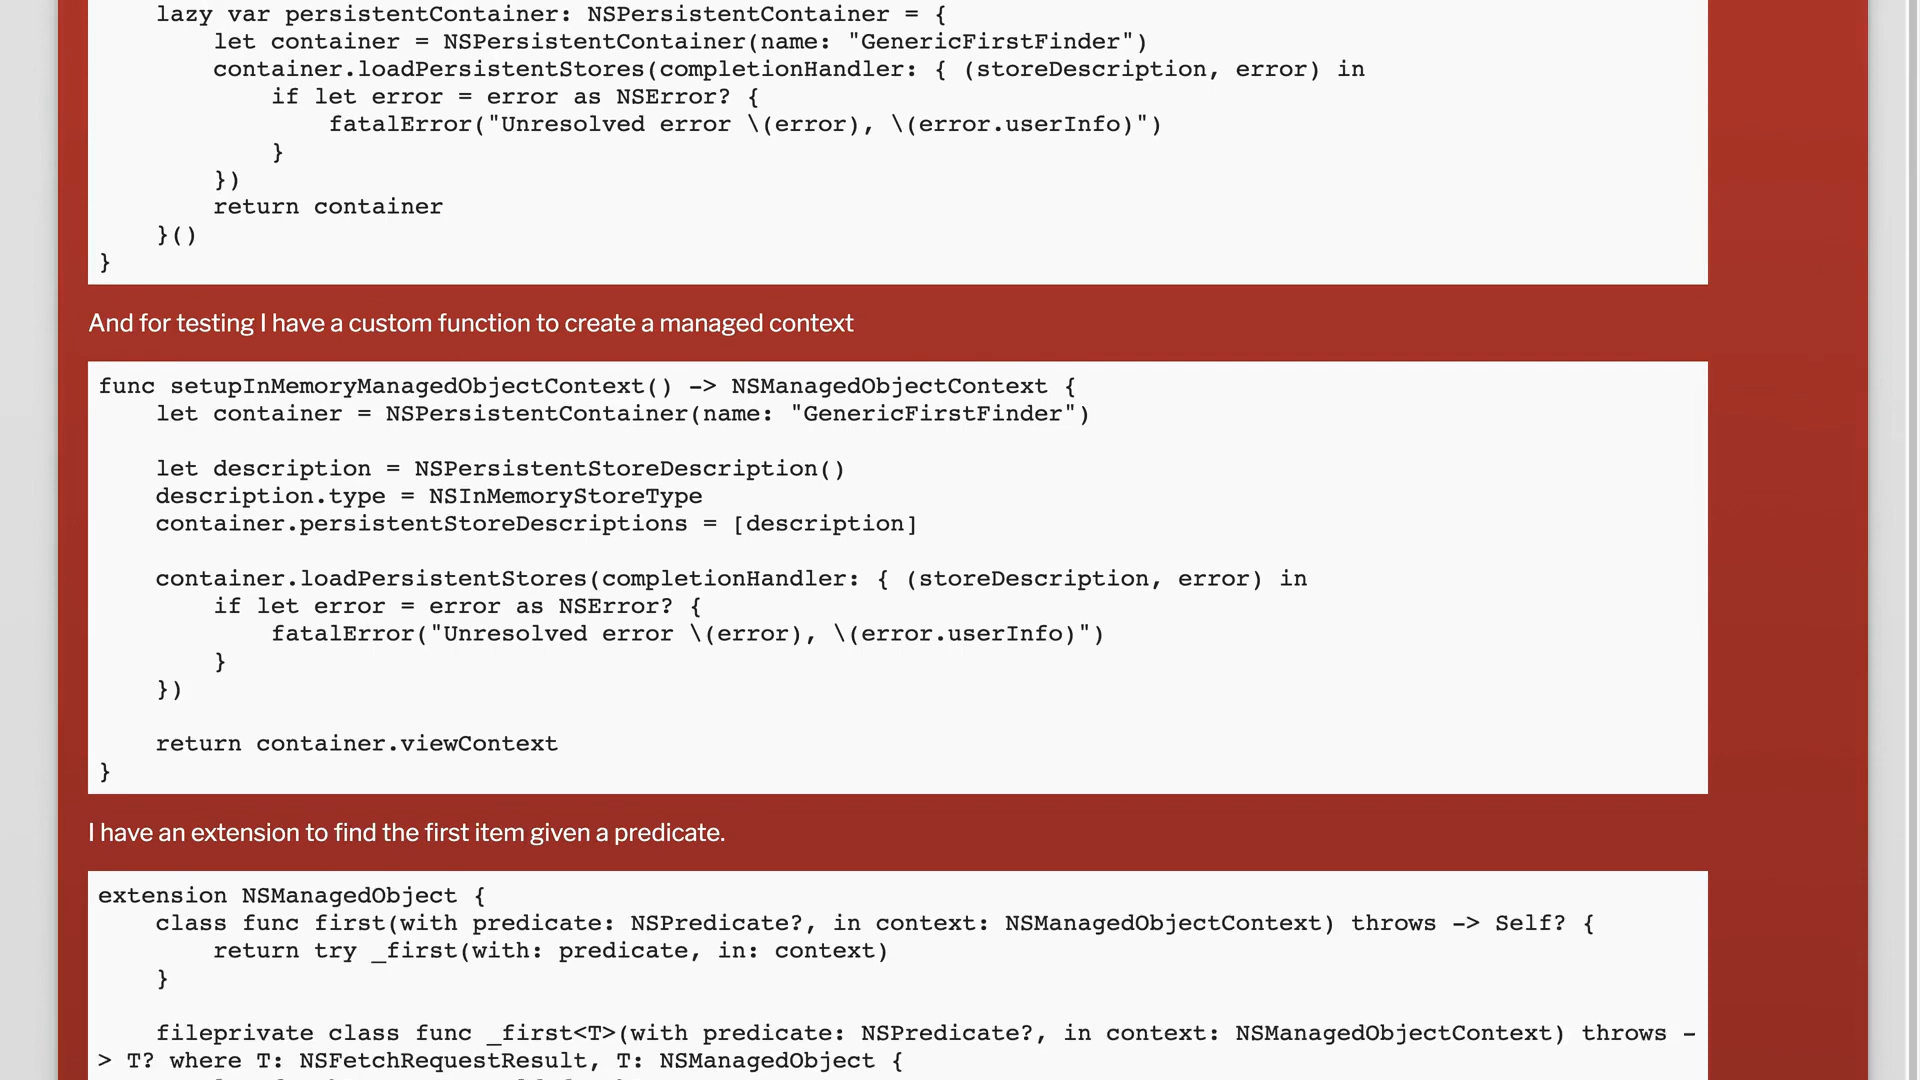 lazy var persistentContainer: NSPersistentContainer = {
let container = NSPersistentContainer(name: "GenericFirstFinder")
container.loadPersistentStores(completionHandler: { (storeDescription, error) in
if let error = error as NSError? {
fatalError("Unresolved error \(error), \(error.userInfo)")
}
})
return container
}()
}
And for testing I have a custom function to create a managed context
func setupInMemoryManagedObjectContext() -> NSManagedObjectContext {
let container = NSPersistentContainer(name: "GenericFirstFinder")
let description = NSPersistentStoreDescription()
description.type = NSInMemoryStoreType
container.persistentStoreDescriptions = [description]
container.loadPersistentStores(completionHandler: { (storeDescription, error) in
if let error = error as NSError? {
fatalError("Unresolved error \(error), \(error.userInfo)")
}
})
return container.viewContext
}
I have an extension to find the first item given a predicate.
extension NSManagedObject {
class func first(with predicate: NSPredicate?, in context: NSManagedObjectContext) throws -> Self? {
return try _first(with: predicate, in: context)
}
fileprivate class func _first<T>(with predicate: NSPredicate?, in context: NSManagedObjectContext) throws -
> T? where T: NSFetchRequestResult, T: NSManagedObject {